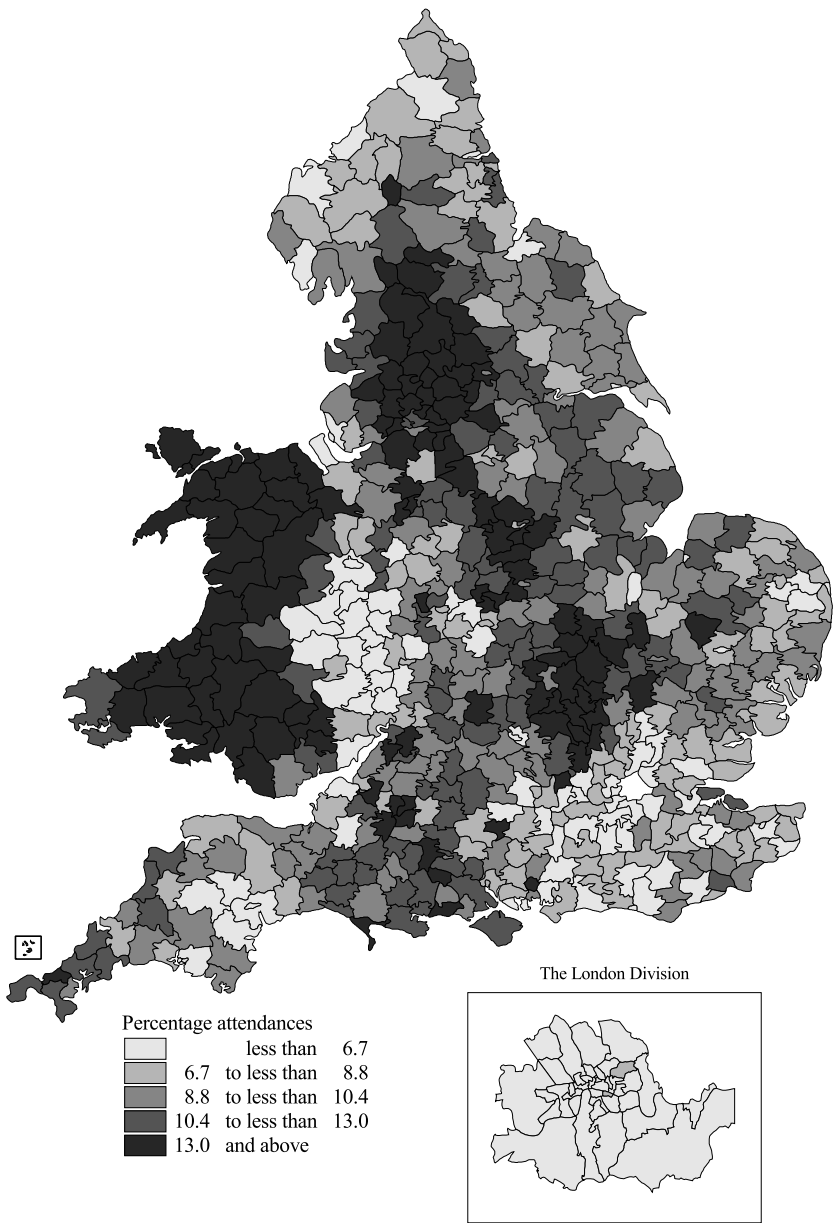 The London Division
Percentage attendances
less than 6.7
6.7 to less than 8.8
8.8 to less than 10.4
10.4 to less than 13.0
13.0 and above